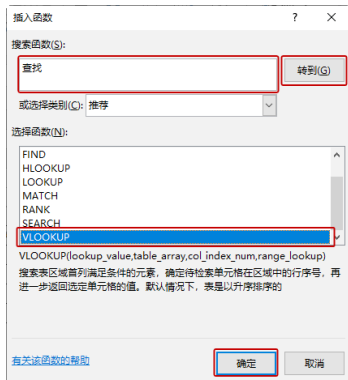 插入函数 ? ×
搜索函数(S):
查找
转到(G)
或选择类别(C): 推荐
选择函数(N):
FIND
HLOOKUP
LOOKUP
MATCH
RANK
SEARCH
VLOOKUP
VLOOKUP(lookup_value,table_array,col_index_num,range_lookup)
搜索表区域首列满足条件的元素，确定待检索单元格在区域中的行序号，再
进一步返回选定单元格的值。默认情况下，表是以升序排序的
有关该函数的帮助
确定 取消